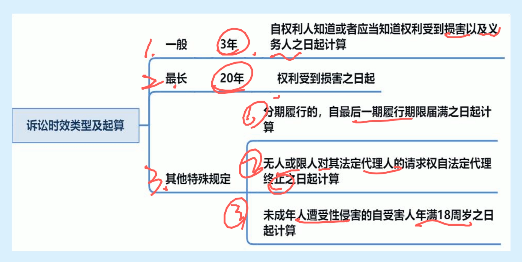 诉讼时效类型及起算
1.
一般
3年
自权利人知道或者应当知道权利受到损害以及义
务人之日起计算
2.
最长
20年
权利受到损害之日起
3.
其他特殊规定
①
分期履行的，自最后一期履行期限届满之日起计
算
②
无人或限人对其法定代理人的请求权自法定代理
终止之日起计算
③
未成年人遭受性侵害的自受害人年满18周岁之日
起计算